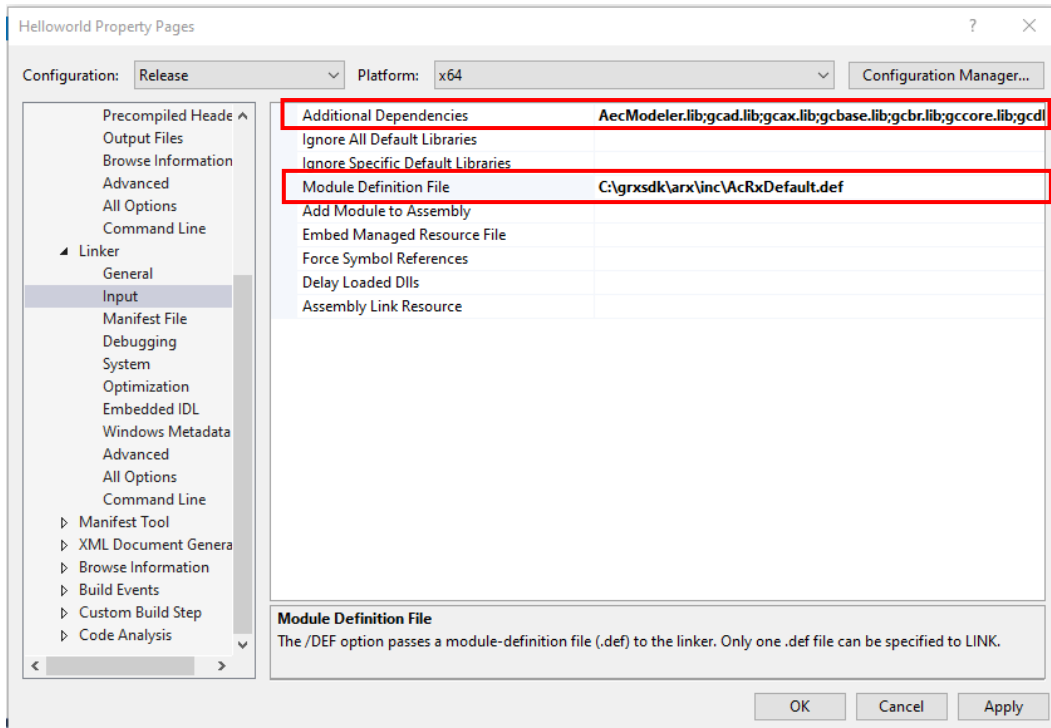 Helloworld Property Pages
Configuration: Release Platform: x64 Configuration Manager...
Precompiled Heade
Output Files
Browse Information
Advanced
All Options
Command Line
Linker
General
Input
Manifest File
Debugging
System
Optimization
Embedded IDL
Windows Metadata
Advanced
All Options
Command Line
Manifest Tool
XML Document Genera
Browse Information
Build Events
Custom Build Step
Code Analysis
Additional Dependencies AecModeler.lib;gcad.lib;gcax.lib;gcbase.lib;gcbr.lib;gccore.lib;gcdl
Ignore All Default Libraries
Ignore Specific Default Libraries
Module Definition File C:\grxsdk\arx\inc\AcRxDefault.def
Add Module to Assembly
Embed Managed Resource File
Force Symbol References
Delay Loaded Dlls
Assembly Link Resource
Module Definition File
The /DEF option passes a module-definition file (.def) to the linker. Only one .def file can be specified to LINK.
OK Cancel Apply